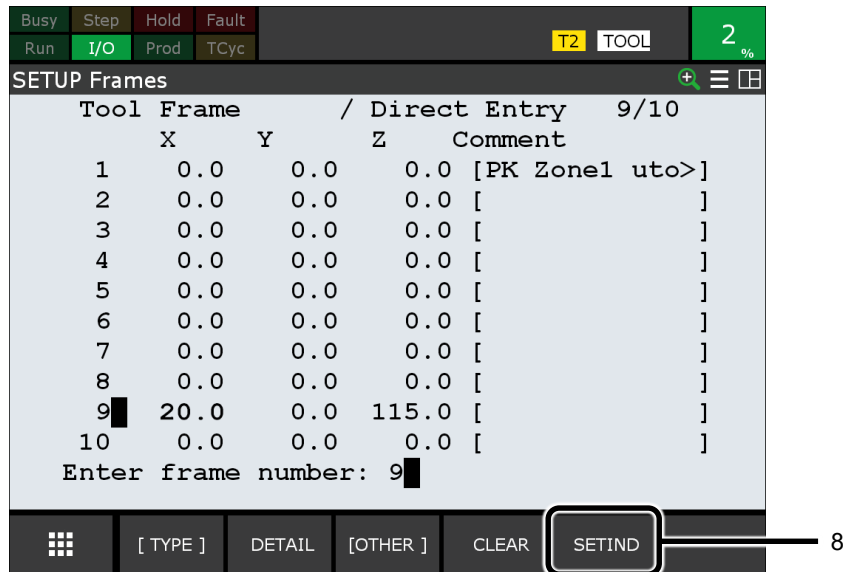 Busy Step Hold Fault
Run I/O Prod TCyc T2 TOOL 2 %
SETUP Frames
Tool Frame / Direct Entry 9/10
X Y Z Comment
1 0.0 0.0 0.0 [PK Zone1 uto>]
2 0.0 0.0 0.0 [ ]
3 0.0 0.0 0.0 [ ]
4 0.0 0.0 0.0 [ ]
5 0.0 0.0 0.0 [ ]
6 0.0 0.0 0.0 [ ]
7 0.0 0.0 0.0 [ ]
8 0.0 0.0 0.0 [ ]
9 20.0 0.0 115.0 [ ]
10 0.0 0.0 0.0 [ ]
Enter frame number: 9
[ TYPE ] DETAIL [OTHER ] CLEAR SETIND 8